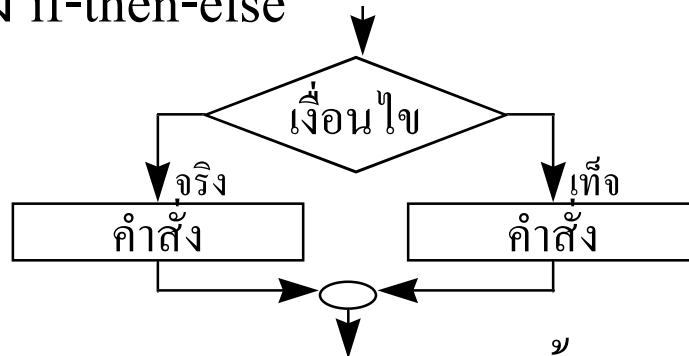 if-then-else
เงื่อนไข
จริง
เท็จ
คำสั่ง
คำสั่ง